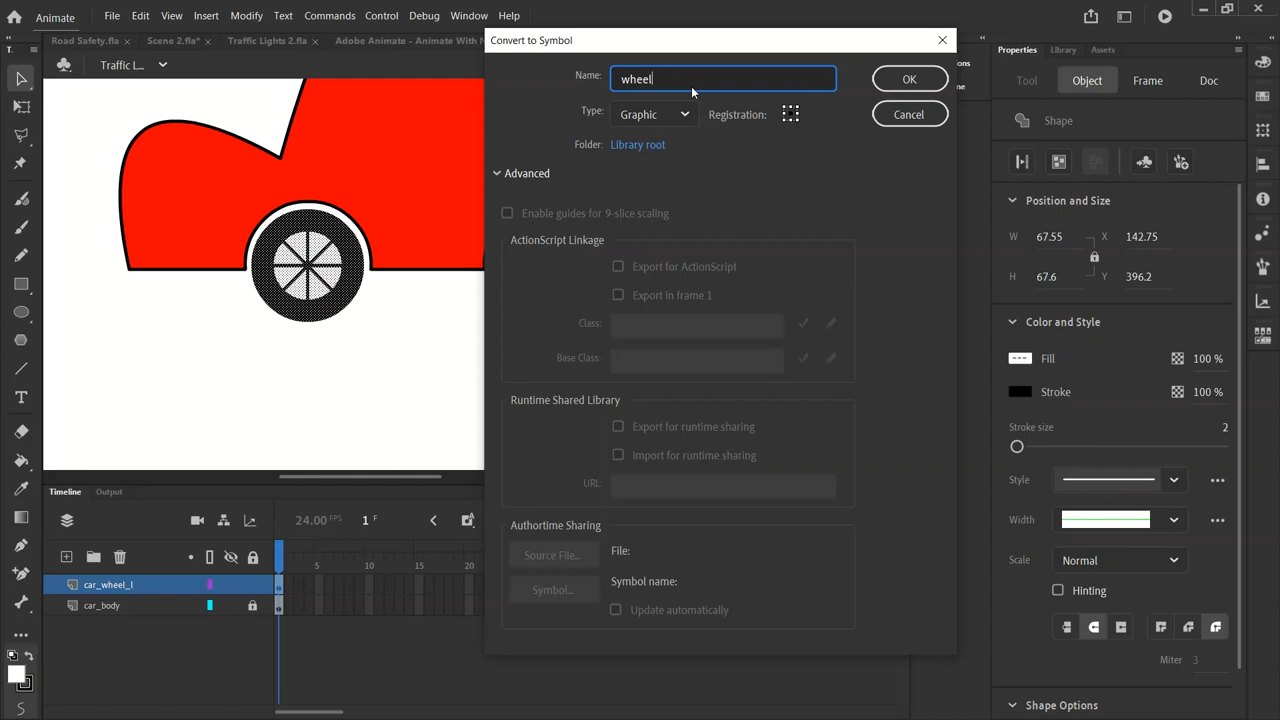 Animate
File Edit View Insert Modify Text Commands Control Debug Window Help
Road Safety.fla × Scene 2.fla* × Traffic Lights 2.fla × Adobe Animate - Animate With N
Traffic L...
Convert to Symbol
Name: wheel
OK
Type: Graphic
Registration:
Cancel
Folder: Library root
Advanced
Enable guides for 9-slice scaling
ActionScript Linkage
Export for ActionScript
Export in frame 1
Class:
Base Class:
Runtime Shared Library
Export for runtime sharing
Import for runtime sharing
URL:
Authortime Sharing
Source File... File:
Symbol... Symbol name:
Update automatically
T.
Properties Library Assets
Tool Object Frame Doc
Shape
Position and Size
W 67.55 X 142.75
H 67.6 Y 396.2
Color and Style
Fill 100 %
Stroke 100 %
Stroke size 2
Style
Width
Scale Normal
Hinting
Miter 3
Shape Options
Timeline Output
24.00 FPS 1 F
5 10 15 20
car_wheel_l
car_body